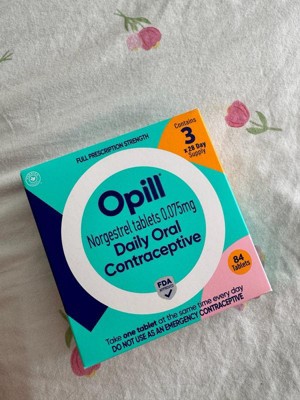 FULL PRESCRIPTION STRENGTH
Contains
3
x 28 Day
Supply
Opill
Norgestrel tablets 0.075mg
Daily Oral
Contraceptive
84
Tablets
FDA
Take one tablet at the same time every day
DO NOT USE AS AN EMERGENCY CONTRACEPTIVE